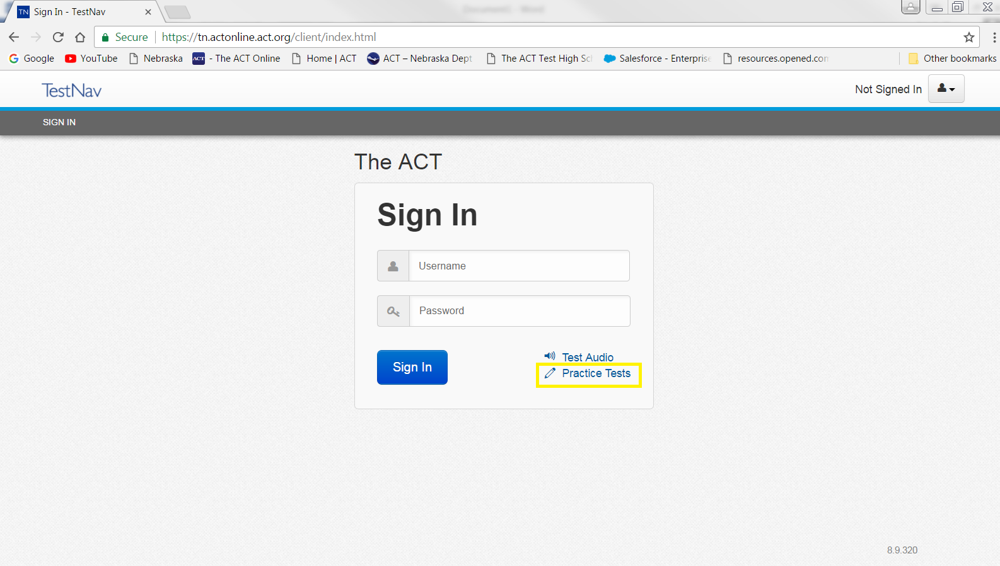 TN Sign In - TestNav
[Document] - Word
Secure https://tn.actonline.act.org/client/index.html
Google YouTube Nebraska ACT - The ACT Online Home | ACT ACT – Nebraska Dept The ACT Test High Sc Salesforce - Enterprise resources.opened.com Other bookmarks
TestNav
Not Signed In
SIGN IN
The ACT
Sign In
Username
Password
Sign In
Test Audio
Practice Tests
8.9.320